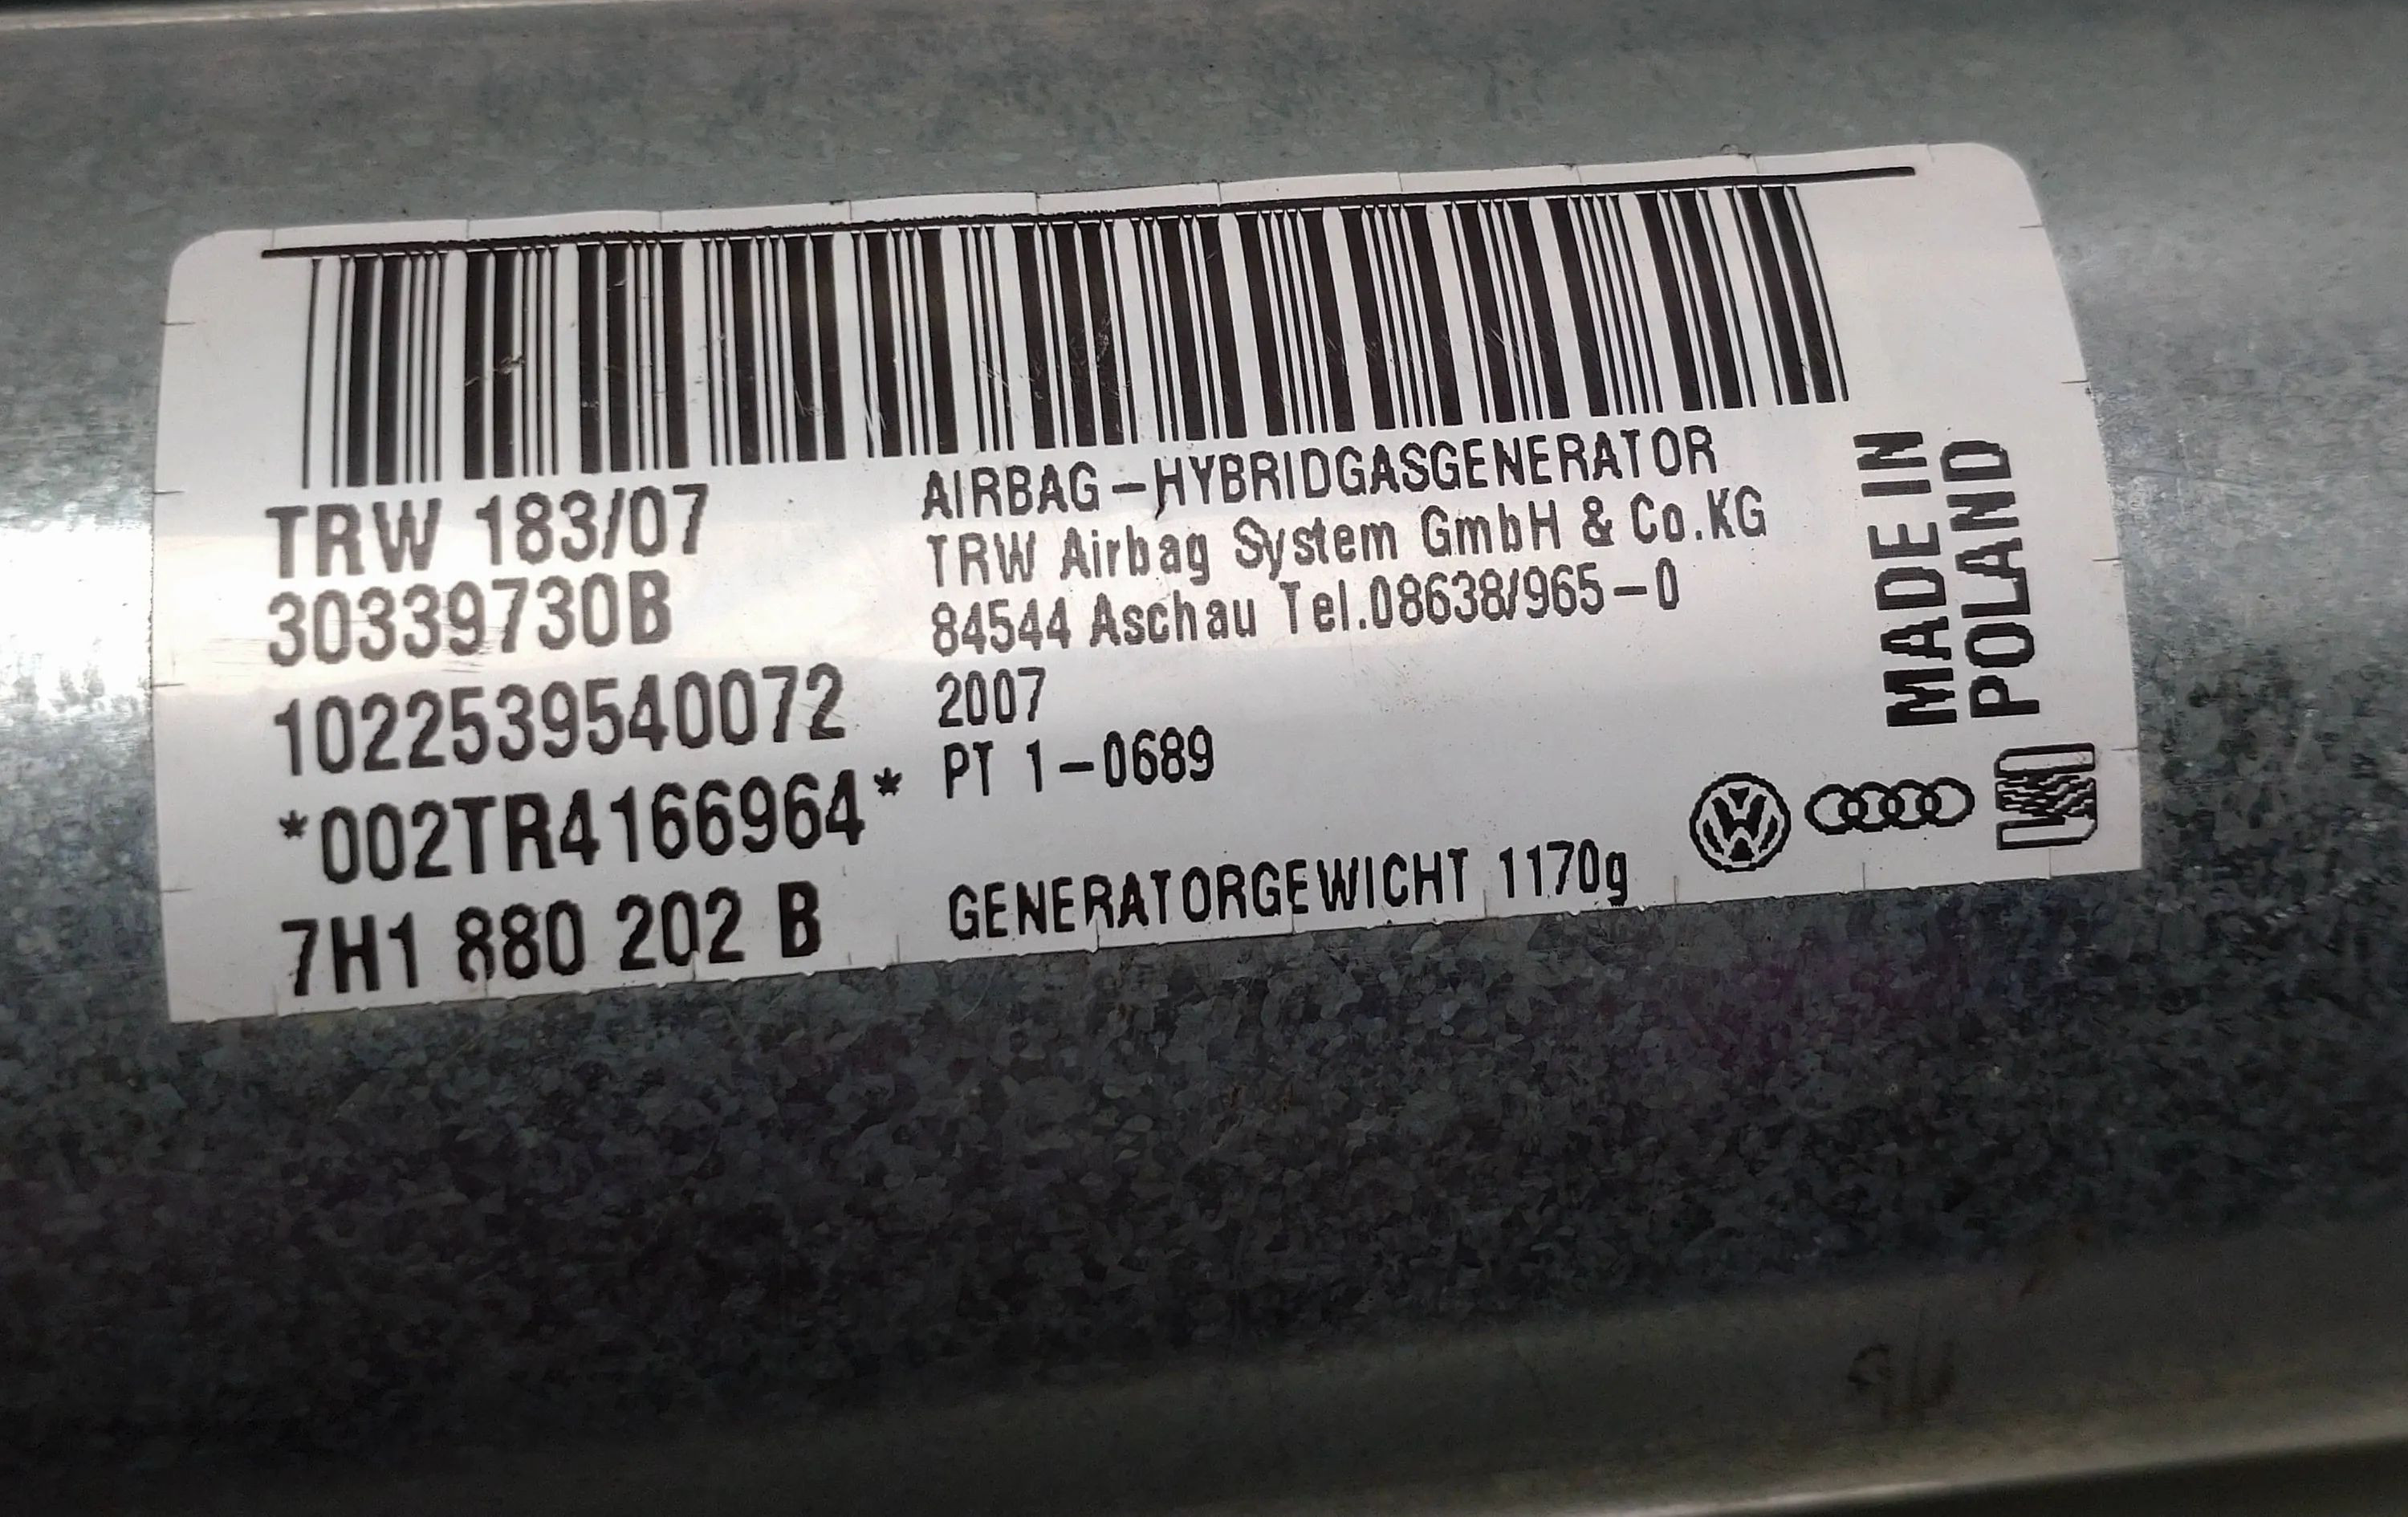 TRW 183/07
30339730B
1022539540072
*002TR4166964*
7H1 880 202 B
AIRBAG-HYBRIDGASGENERATOR
TRW Airbag System GmbH & Co.KG
84544 Aschau Tel.08638/965-0
2007
PT 1-0689
GENERATORGEWICHT 1170g
MADE IN
POLAND